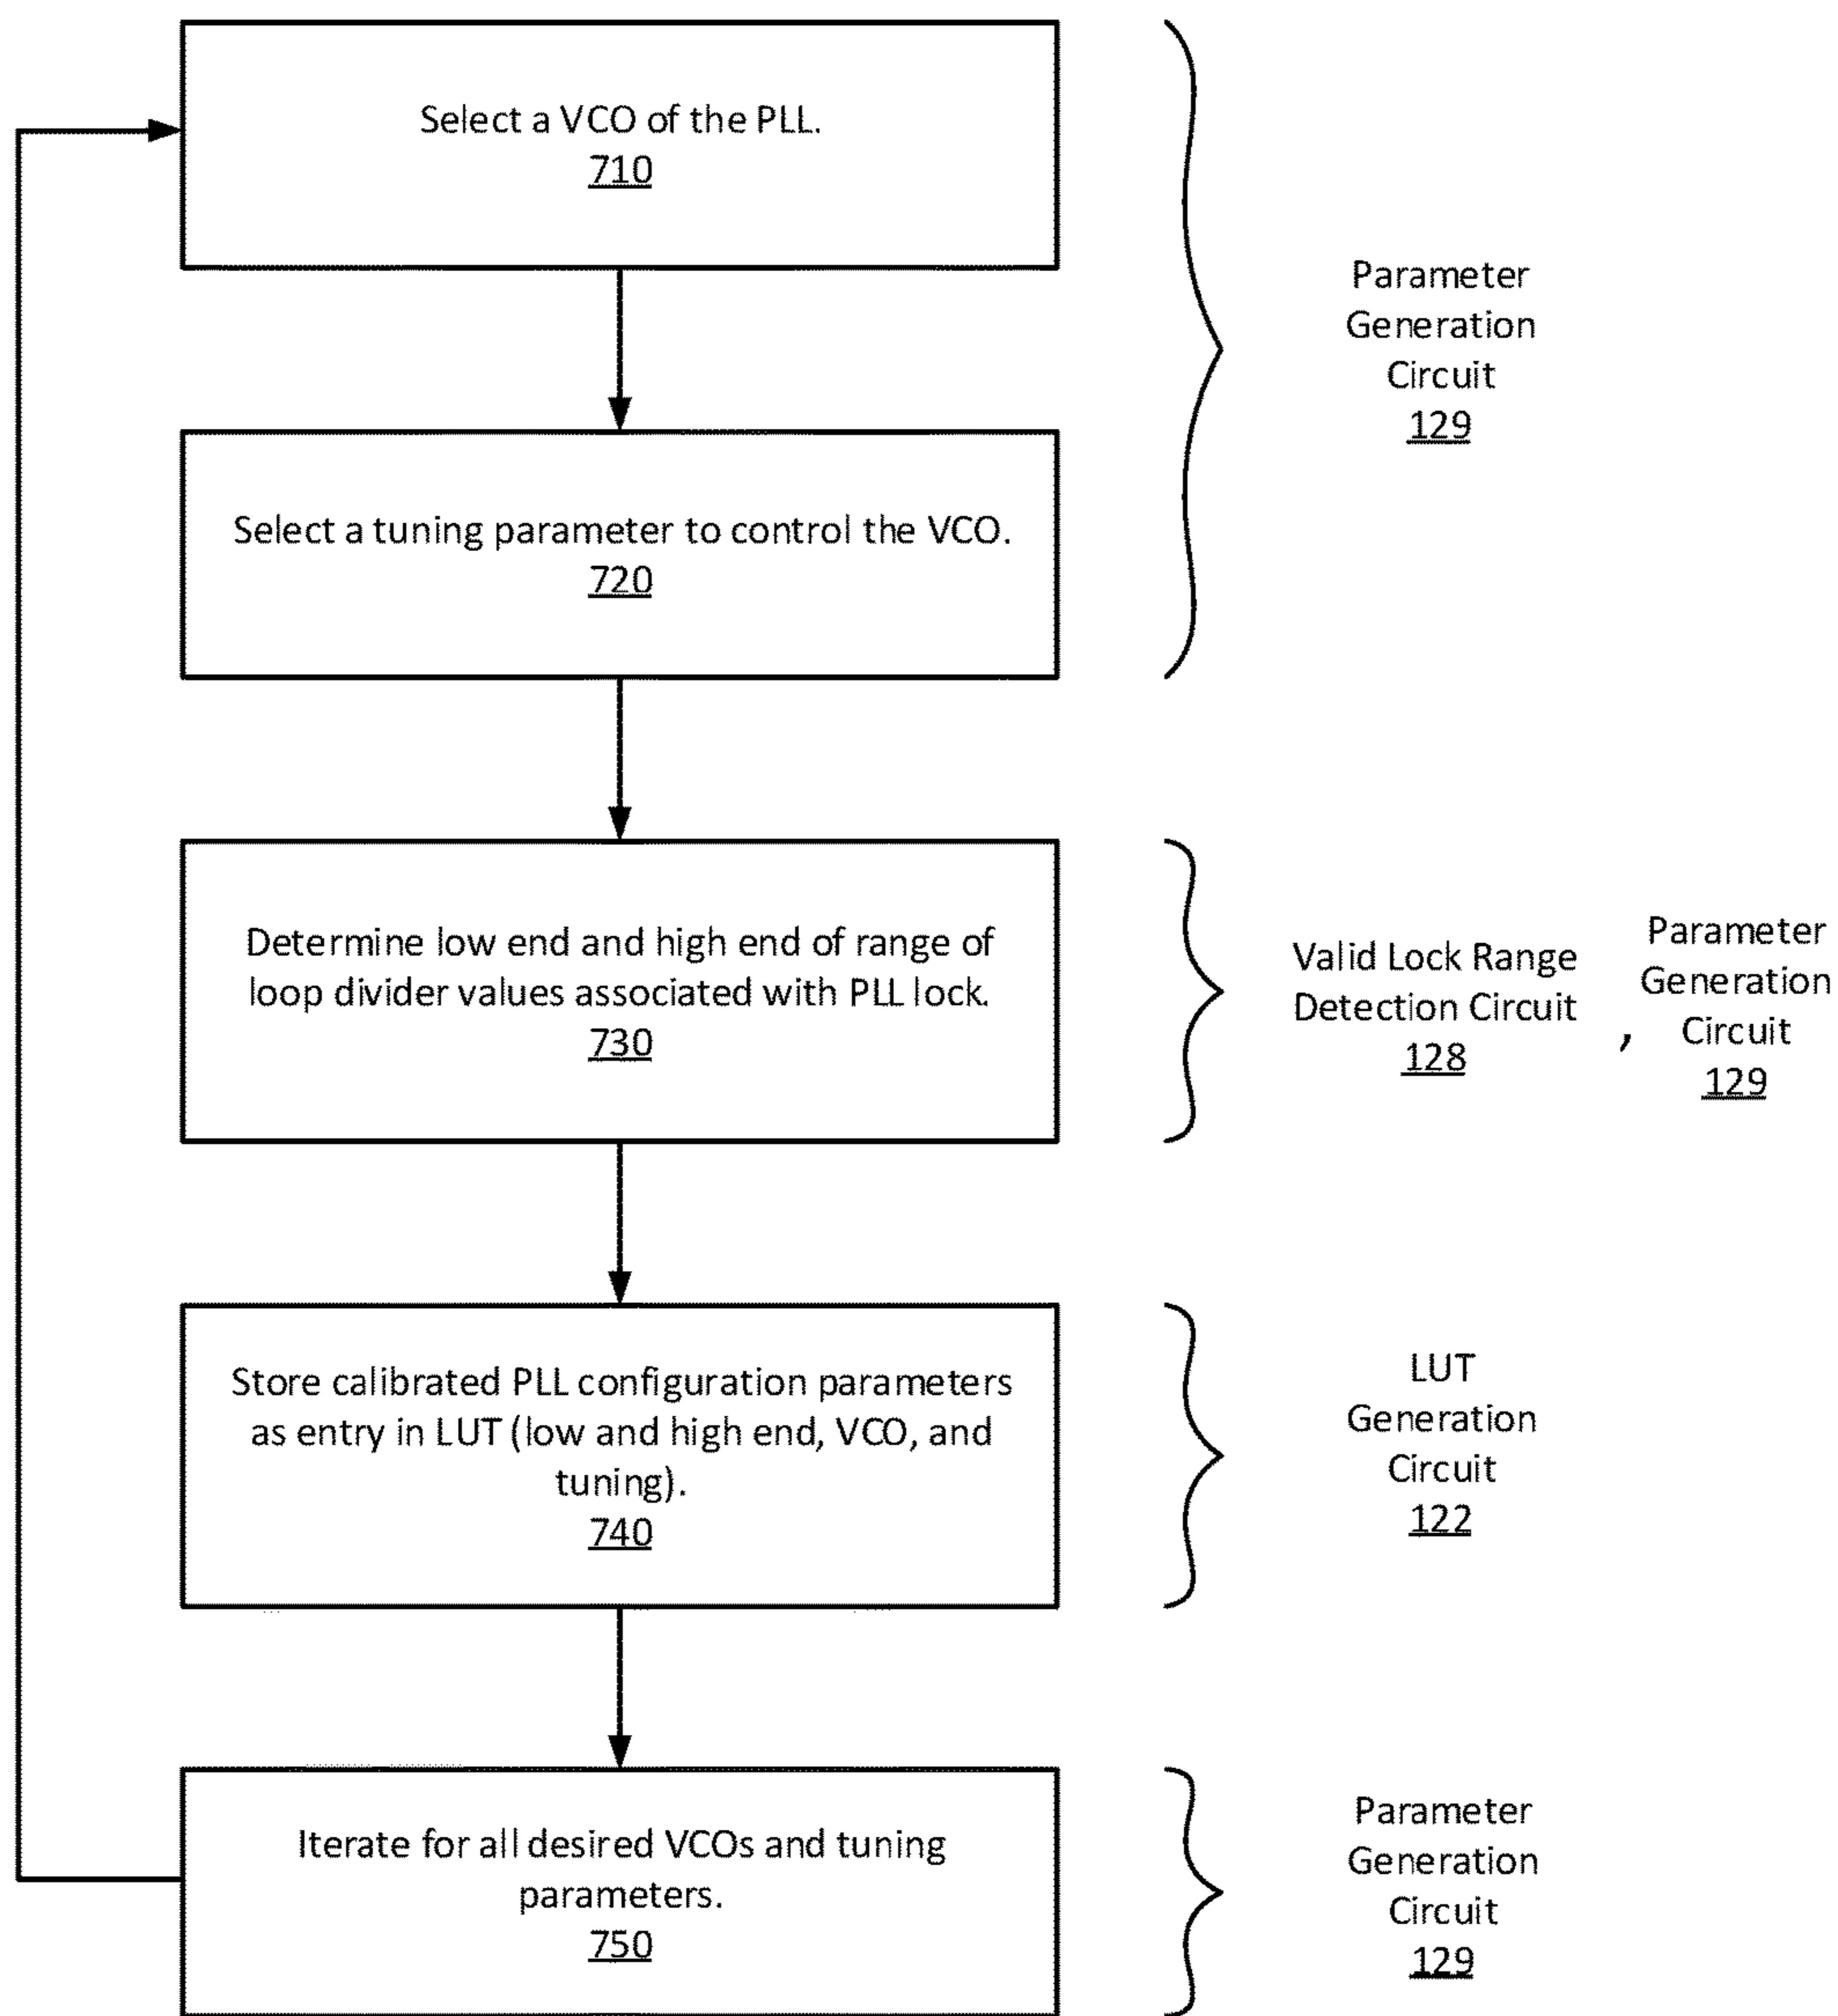 Select a VCO of the PLL.
710
Parameter
Generation
Circuit
129
Select a tuning parameter to control the VCO.
720
Determine low end and high end of range of
loop divider values associated with PLL lock.
730
Valid Lock Range
Detection Circuit
128
,
Parameter
Generation
Circuit
129
Store calibrated PLL configuration parameters
as entry in LUT (low and high end, VCO, and
tuning).
740
LUT
Generation
Circuit
122
Iterate for all desired VCOs and tuning
parameters.
750
Parameter
Generation
Circuit
129